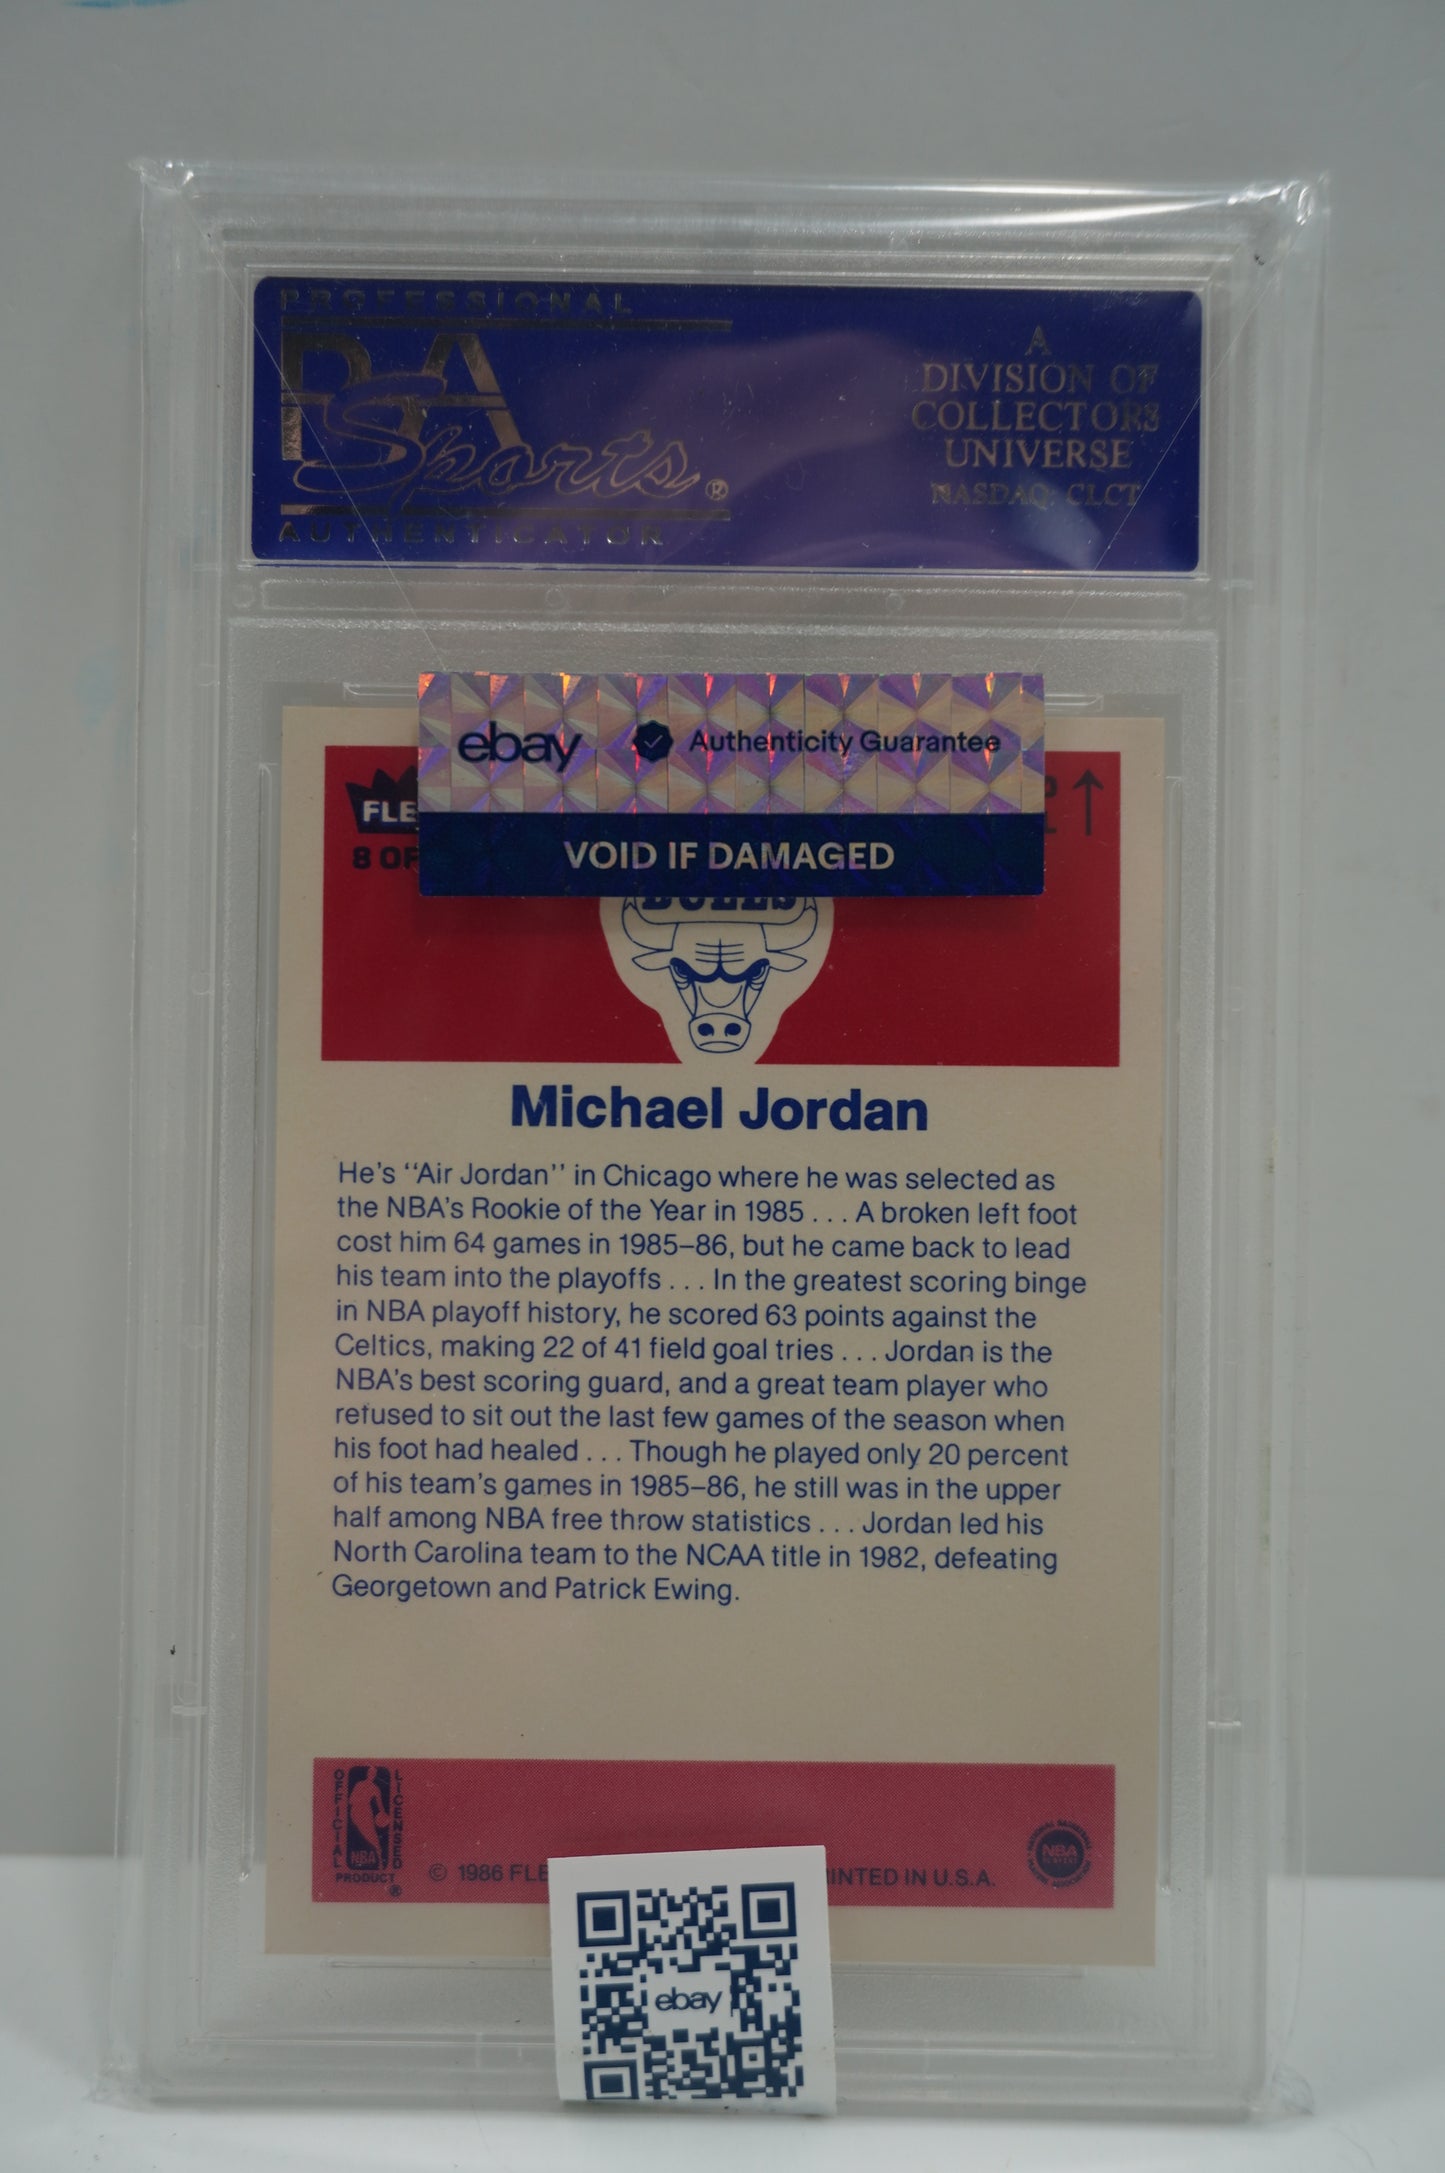 PROFESSIONAL
PSA
Sports®
AUTHENTICATOR
A
DIVISION OF
COLLECTORS
UNIVERSE
NASDAQ: CLCT
ebay Authenticity Guarantee
VOID IF DAMAGED
FLE
8 OF
BULLS
Michael Jordan
He's ‘‘Air Jordan’’ in Chicago where he was selected as
the NBA's Rookie of the Year in 1985 . . . A broken left foot
cost him 64 games in 1985–86, but he came back to lead
his team into the playoffs . . . In the greatest scoring binge
in NBA playoff history, he scored 63 points against the
Celtics, making 22 of 41 field goal tries . . . Jordan is the
NBA's best scoring guard, and a great team player who
refused to sit out the last few games of the season when
his foot had healed . . . Though he played only 20 percent
of his team's games in 1985–86, he still was in the upper
half among NBA free throw statistics . . . Jordan led his
North Carolina team to the NCAA title in 1982, defeating
Georgetown and Patrick Ewing.
OFFICIAL
LICENSED
NBA
PRODUCT
®
© 1986 FLE
INTED IN U.S.A.
NBA
ebay